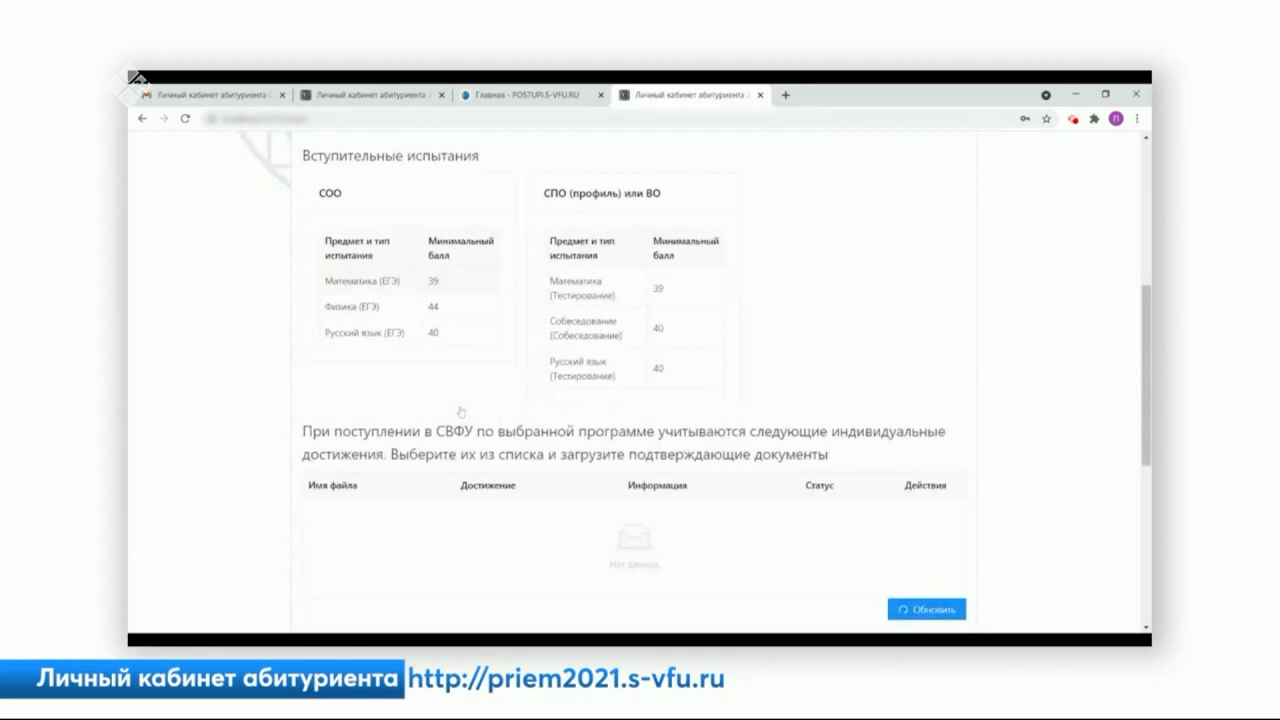 Личный кабинет абитуриента
Личный кабинет абитуриента
Главная - POSTUPI.S-VFU.RU
Личный кабинет абитуриента
Вступительные испытания
СОО
Предмет и тип испытания
Минимальный балл
Математика (ЕГЭ) 39
Физика (ЕГЭ) 44
Русский язык (ЕГЭ) 40
СПО (профиль) или ВО
Предмет и тип испытания
Минимальный балл
Математика (Тестирование) 39
Собеседование (Собеседование) 40
Русский язык (Тестирование) 40
При поступлении в СВФУ по выбранной программе учитываются следующие индивидуальные
достижения. Выберите их из списка и загрузите подтверждающие документы
Имя файла Достижение Информация Статус Действия
Нет данных
Обновить
Личный кабинет абитуриента http://priem2021.s-vfu.ru